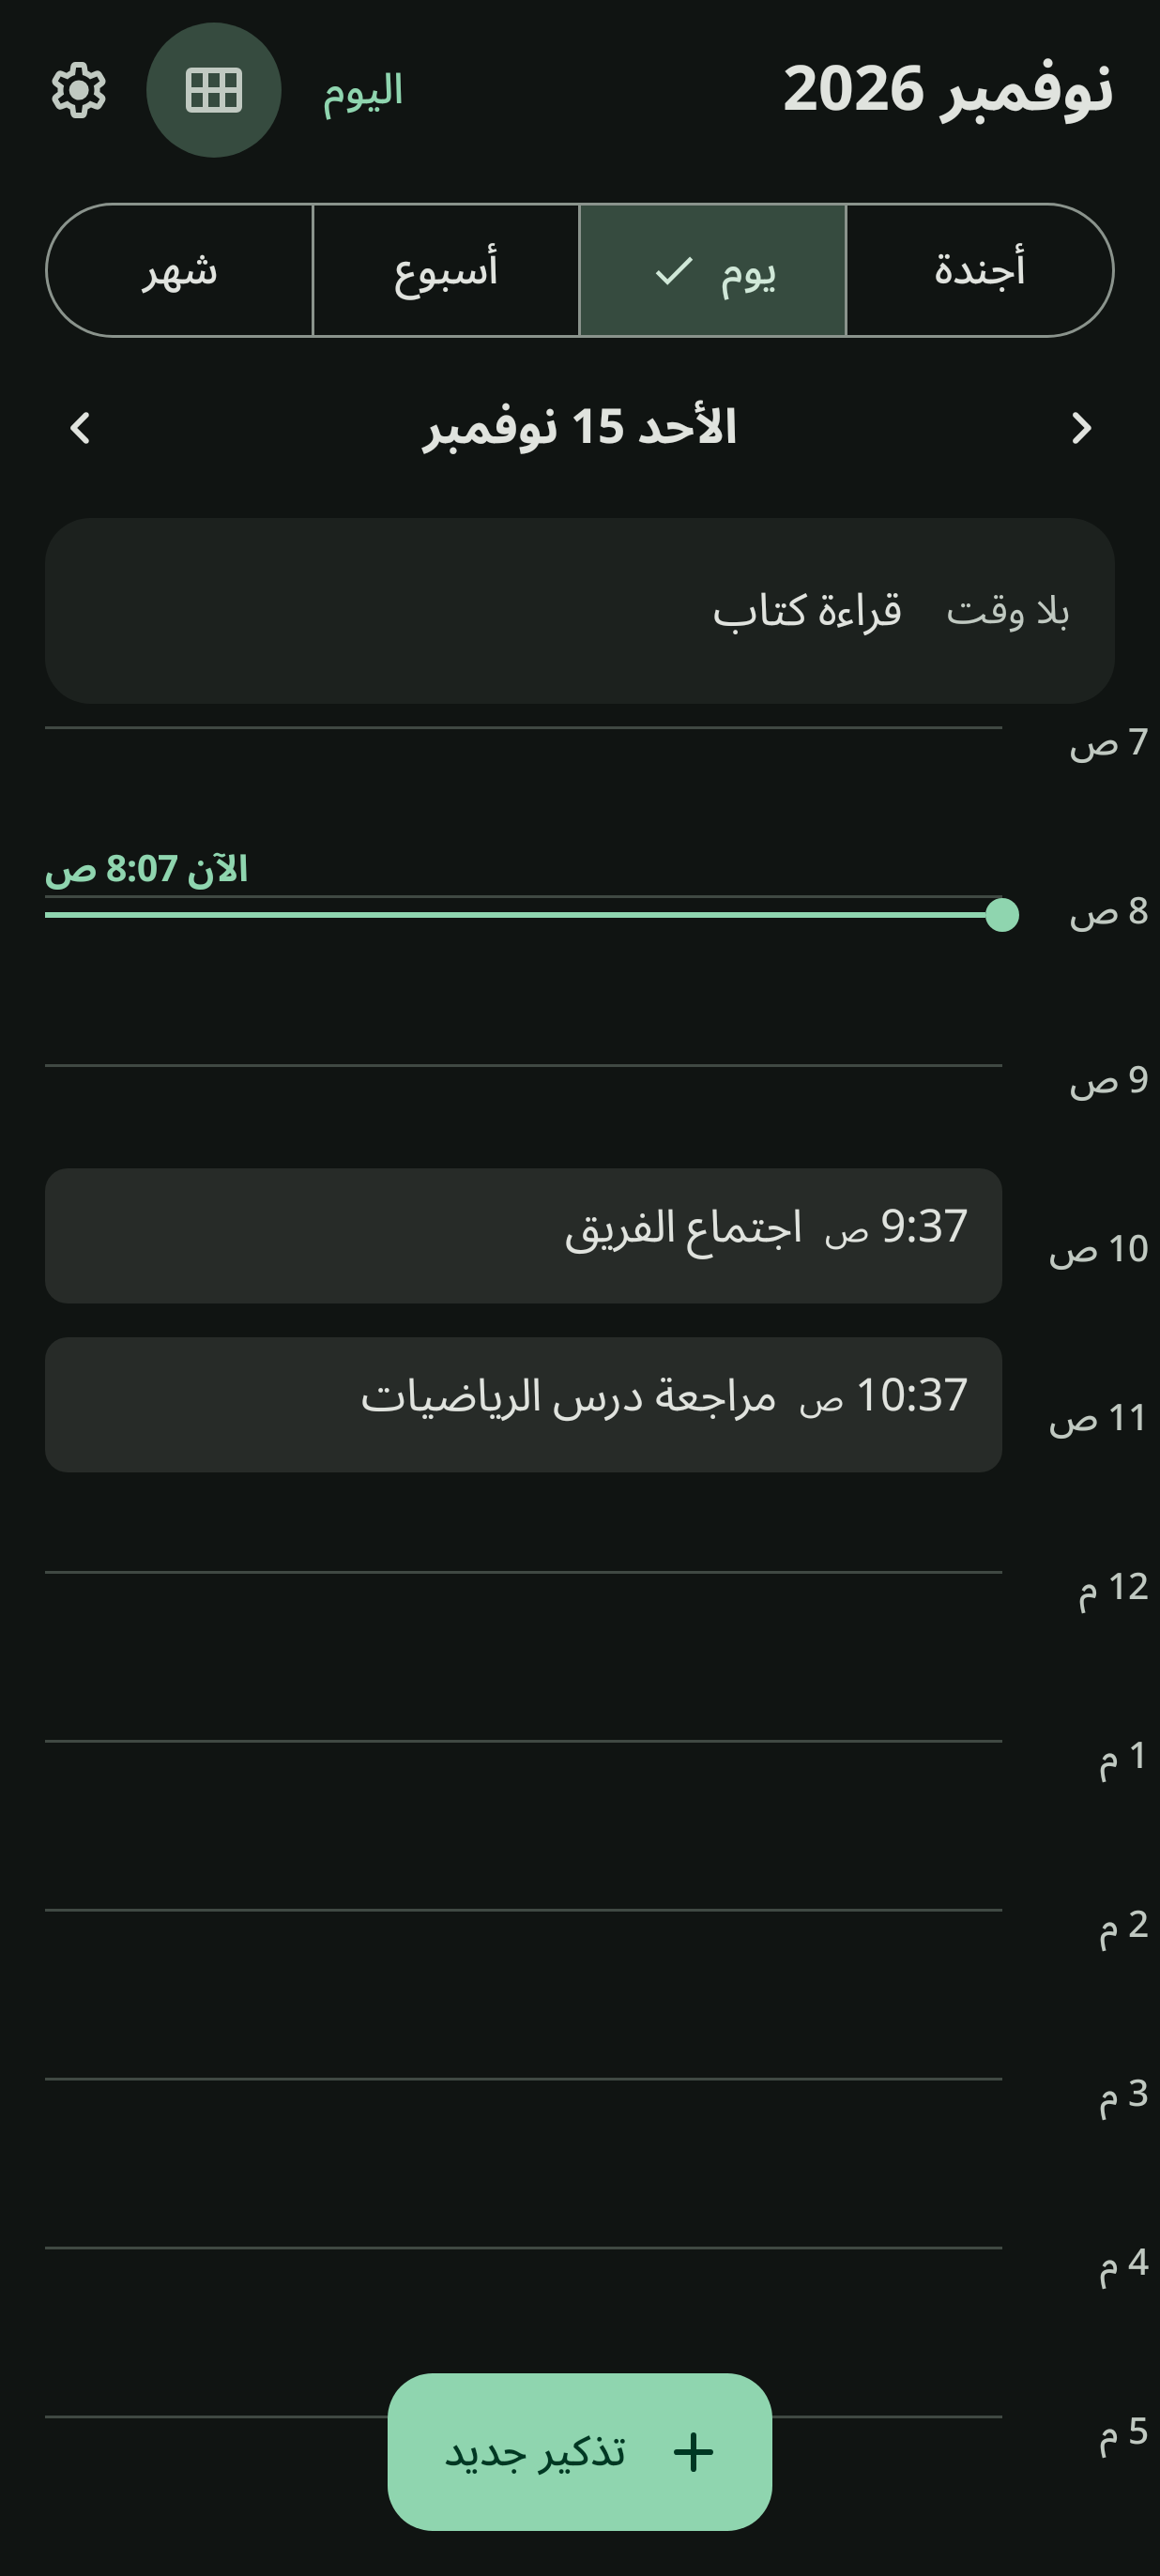 نوفمبر 2026
اليوم
أجندة
يوم
أسبوع
شهر
الأحد 15 نوفمبر
بلا وقت قراءة كتاب
7 ص
الآن 8:07 ص
8 ص
9 ص
9:37 ص اجتماع الفريق
10 ص
10:37 ص مراجعة درس الرياضيات
11 ص
12 م
1 م
2 م
3 م
4 م
5 م
تذكير جديد